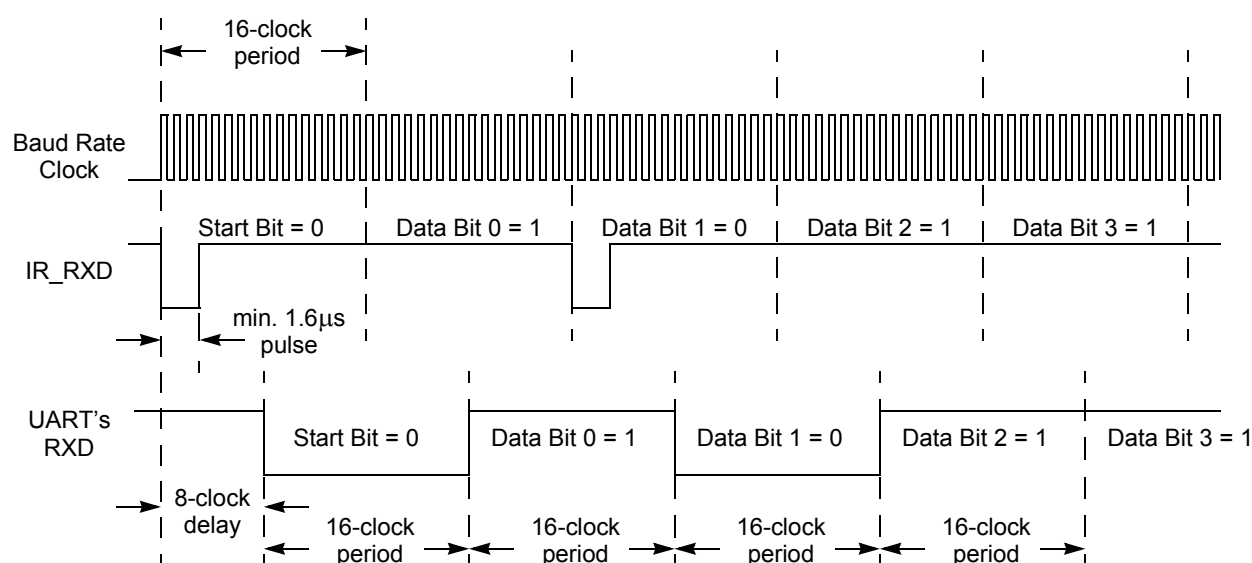 16-clock
period
Baud Rate
Clock
Start Bit = 0
Data Bit 0 = 1
Data Bit 1 = 0
Data Bit 2 = 1
Data Bit 3 = 1
IR_RXD
min. 1.6μs
pulse
UART's
RXD
Start Bit = 0
Data Bit 0 = 1
Data Bit 1 = 0
Data Bit 2 = 1
Data Bit 3 = 1
8-clock
delay
16-clock
period
16-clock
period
16-clock
period
16-clock
period